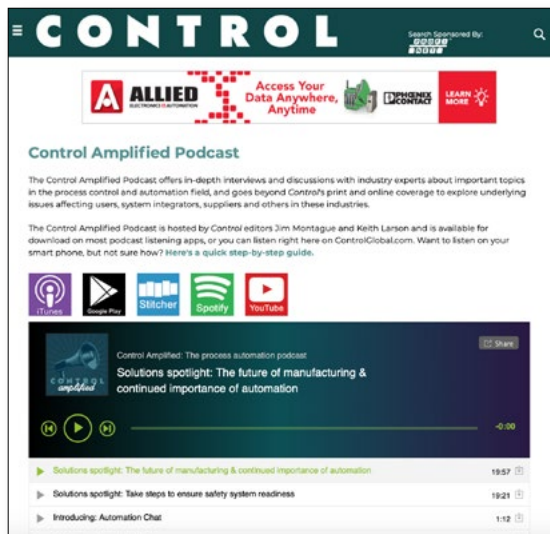 CONTROL
Search Sponsored By:
PROFI
NET
ALLIED
ELECTRONICS & AUTOMATION
Access Your
Data Anywhere,
Anytime
PHOENIX
CONTACT
LEARN
MORE
Control Amplified Podcast
The Control Amplified Podcast offers in-depth interviews and discussions with industry experts about important topics
in the process control and automation field, and goes beyond Control's print and online coverage to explore underlying
issues affecting users, system integrators, suppliers and others in these industries.
The Control Amplified Podcast is hosted by Control editors Jim Montague and Keith Larson and is available for
download on most podcast listening apps, or you can listen right here on ControlGlobal.com. Want to listen on your
smart phone, but not sure how? Here's a quick step-by-step guide.
iTunes
Google Play
Stitcher
Spotify
YouTube
Share
CONTROL
amplified
Control Amplified: The process automation podcast
Solutions spotlight: The future of manufacturing &
continued importance of automation
-0:00
Solutions spotlight: The future of manufacturing & continued importance of automation 19:57
Solutions spotlight: Take steps to ensure safety system readiness 19:21
Introducing: Automation Chat 1:12